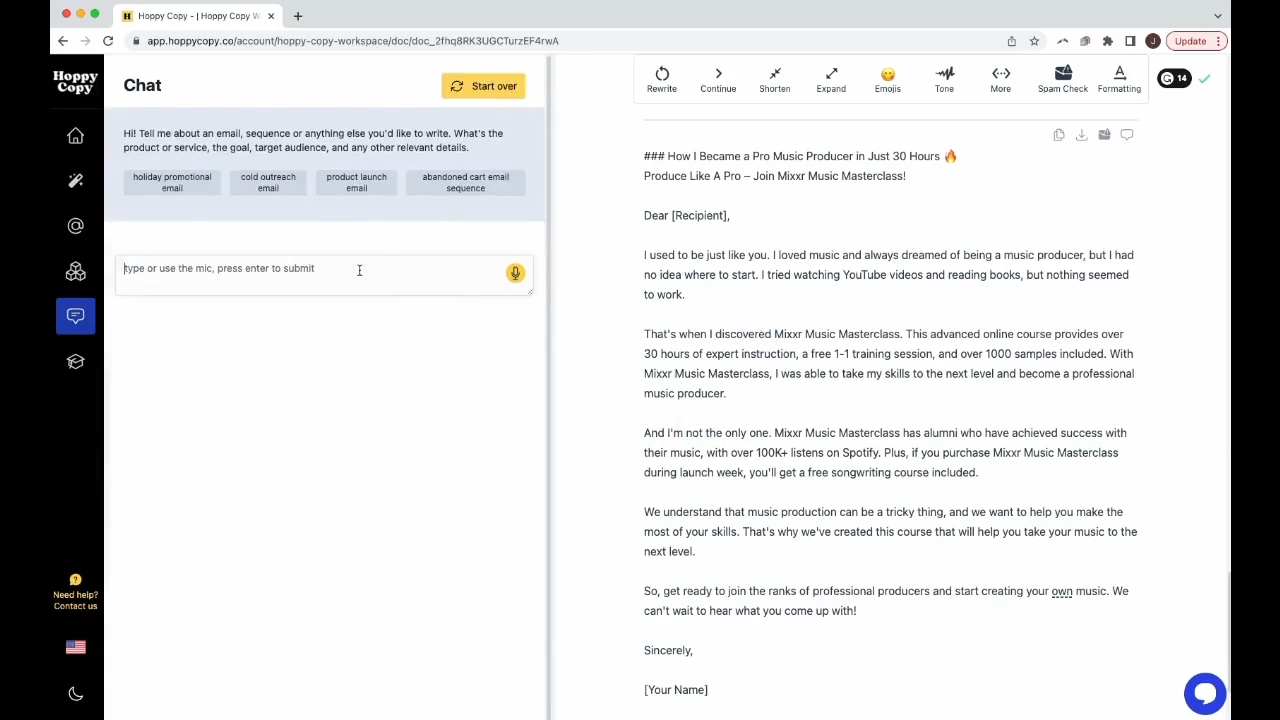 Hoppy Copy - | Hoppy Copy W
app.hoppycopy.co/account/hoppy-copy-workspace/doc/doc_2fhq8RK3UGCTurzEF4rwA
J
Update
Hoppy
Copy
Need help?
Contact us
Chat
Start over
Hi! Tell me about an email, sequence or anything else you'd like to write. What's the
product or service, the goal, target audience, and any other relevant details.
holiday promotional
email
cold outreach
email
product launch
email
abandoned cart email
sequence
type or use the mic, press enter to submit
Rewrite
Continue
Shorten
Expand
Emojis
Tone
More
Spam Check
Formatting
14
### How I Became a Pro Music Producer in Just 30 Hours 🔥
Produce Like A Pro – Join Mixxr Music Masterclass!
Dear [Recipient],
I used to be just like you. I loved music and always dreamed of being a music producer, but I had
no idea where to start. I tried watching YouTube videos and reading books, but nothing seemed
to work.
That's when I discovered Mixxr Music Masterclass. This advanced online course provides over
30 hours of expert instruction, a free 1-1 training session, and over 1000 samples included. With
Mixxr Music Masterclass, I was able to take my skills to the next level and become a professional
music producer.
And I'm not the only one. Mixxr Music Masterclass has alumni who have achieved success with
their music, with over 100K+ listens on Spotify. Plus, if you purchase Mixxr Music Masterclass
during launch week, you'll get a free songwriting course included.
We understand that music production can be a tricky thing, and we want to help you make the
most of your skills. That's why we've created this course that will help you take your music to the
next level.
So, get ready to join the ranks of professional producers and start creating your own music. We
can't wait to hear what you come up with!
Sincerely,
[Your Name]